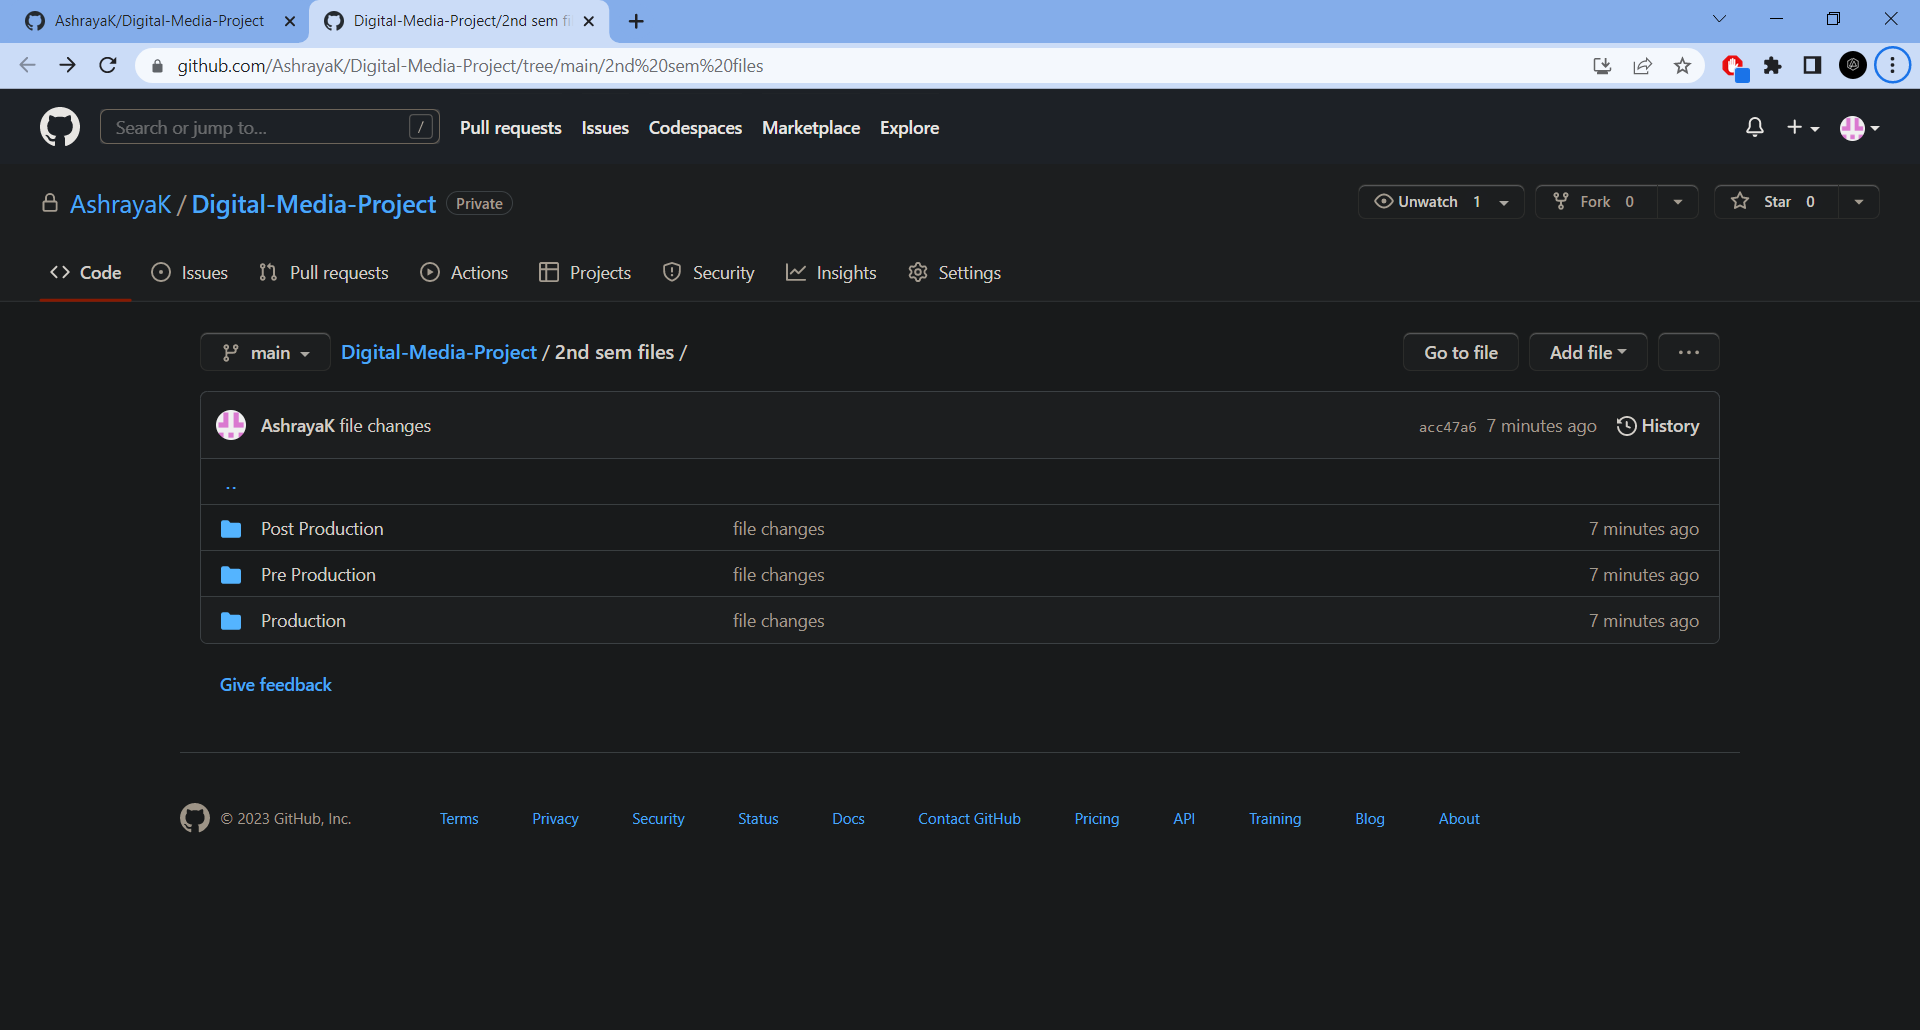 AshrayaK/Digital-Media-Project
Digital-Media-Project/2nd sem fi
github.com/AshrayaK/Digital-Media-Project/tree/main/2nd%20sem%20files
Search or jump to... /
Pull requests Issues Codespaces Marketplace Explore
AshrayaK / Digital-Media-Project Private
Unwatch 1 Fork 0 Star 0
Code Issues Pull requests Actions Projects Security Insights Settings
main Digital-Media-Project / 2nd sem files /
Go to file Add file ...
AshrayaK file changes acc47a6 7 minutes ago History
..
Post Production file changes 7 minutes ago
Pre Production file changes 7 minutes ago
Production file changes 7 minutes ago
Give feedback
© 2023 GitHub, Inc. Terms Privacy Security Status Docs Contact GitHub Pricing API Training Blog About